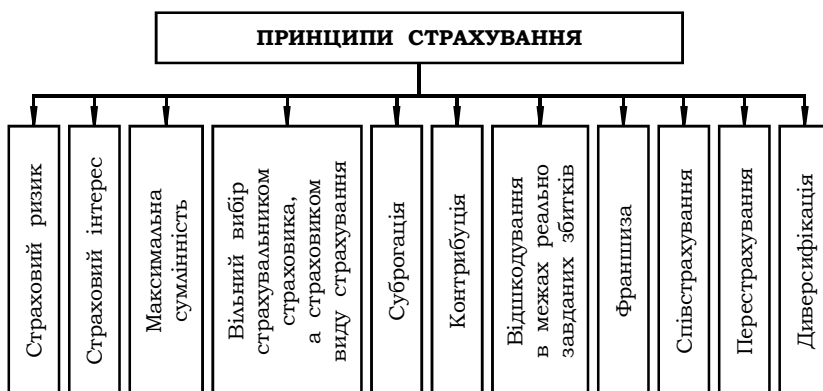 ПРИНЦИПИ СТРАХУВАННЯ
Страховий ризик
Страховий інтерес
Максимальна
сумлінність
Вільний вибір
страхувальником
страховика,
а страховиком
виду страхування
Суброгація
Контрибуція
Відшкодування
в межах реально
завданих збитків
Франшиза
Співстрахування
Перестрахування
Диверсифікація